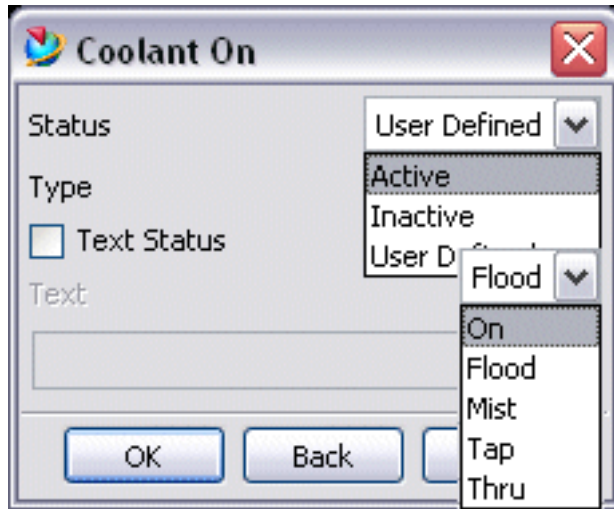 Coolant On
Status
User Defined
Active
Inactive
Type
Text Status
User D
Flood
Text
On
Flood
Mist
Tap
Thru
OK
Back